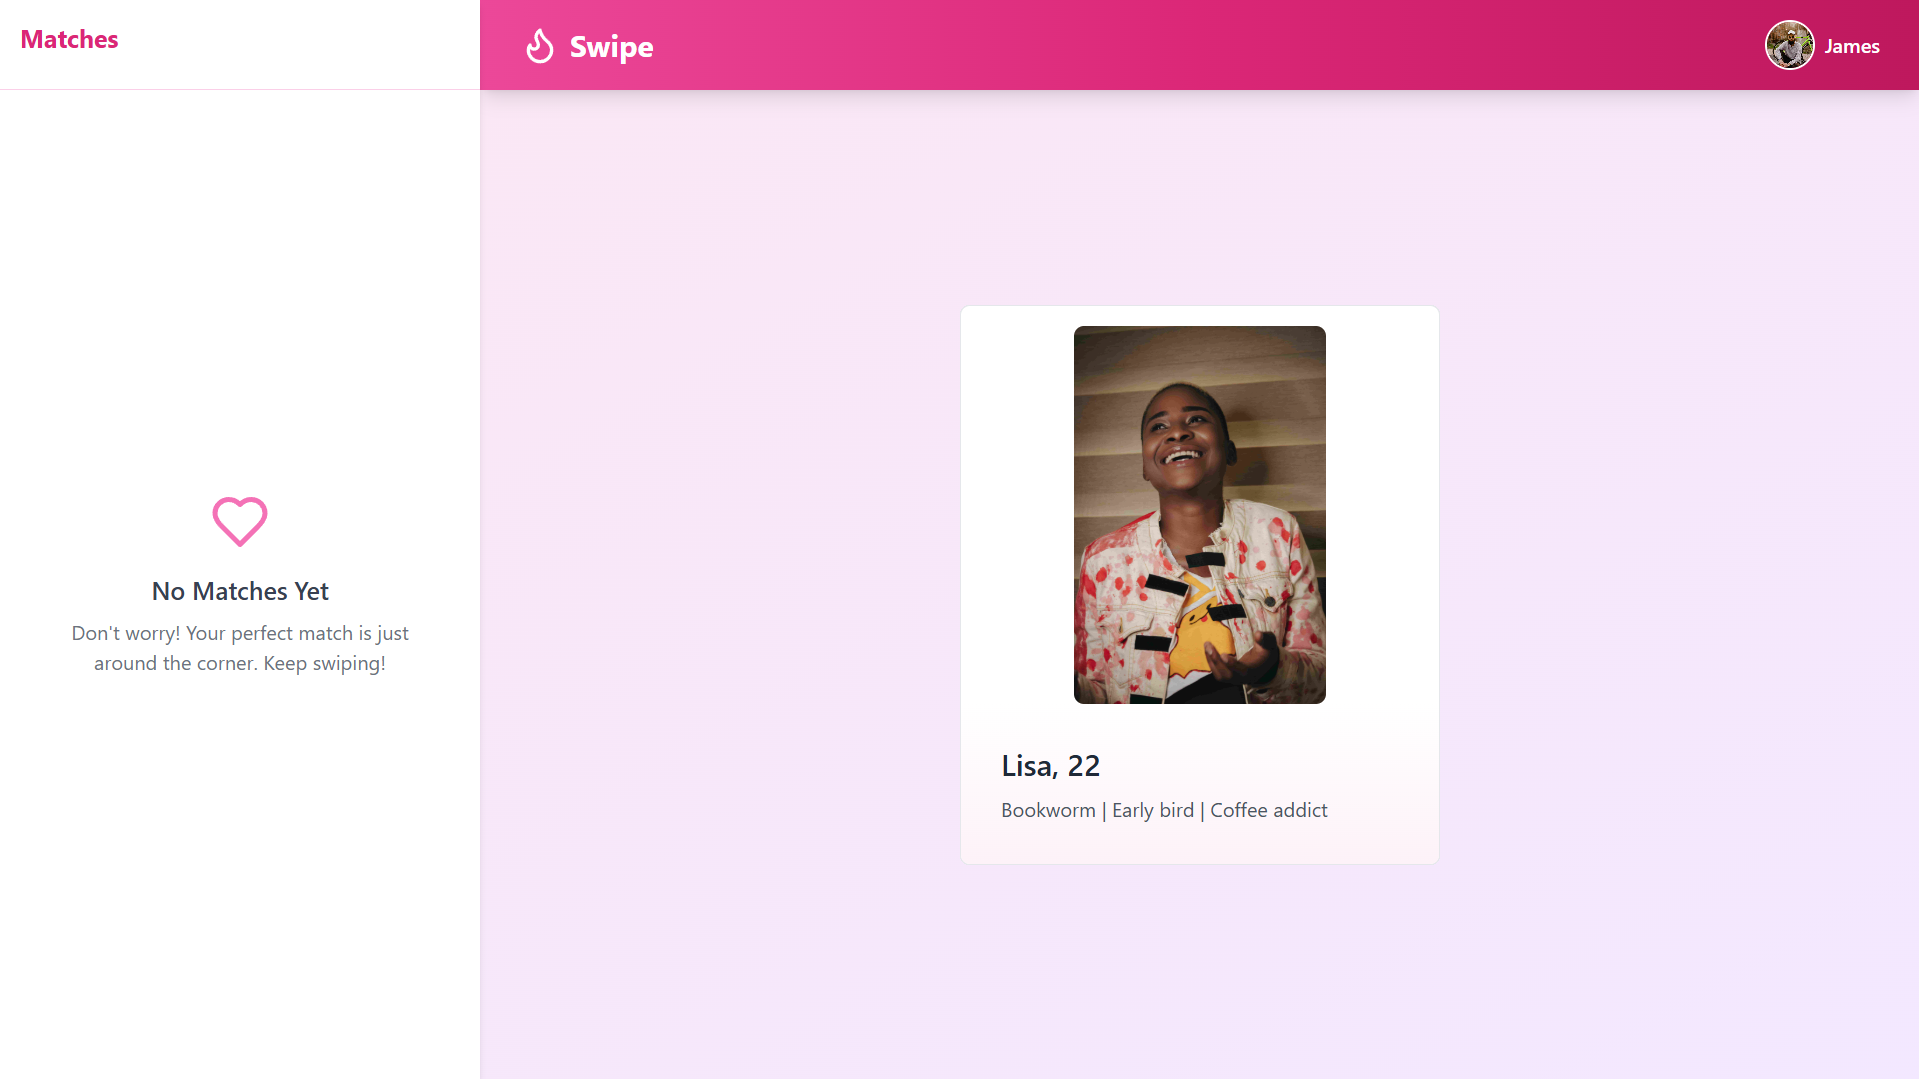 Matches
Swipe
James
No Matches Yet
Don't worry! Your perfect match is just
around the corner. Keep swiping!
Lisa, 22
Bookworm | Early bird | Coffee addict